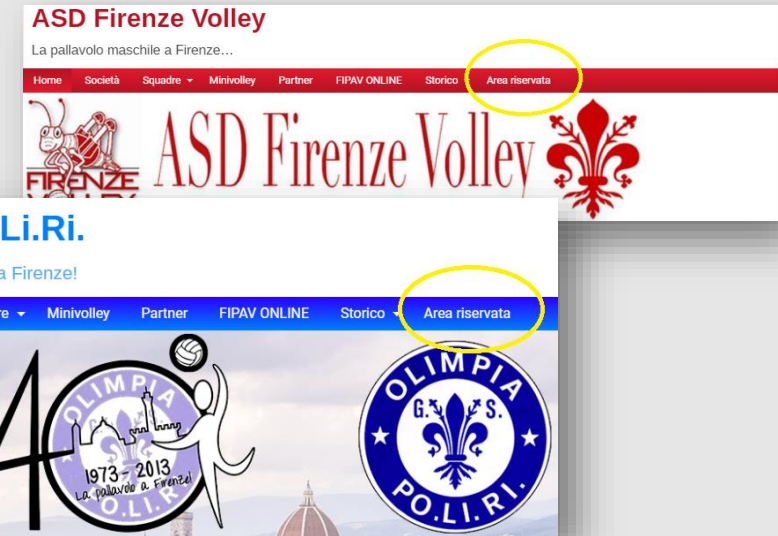 ASD Firenze Volley
La pallavolo maschile a Firenze...
Home Società Squadre Minivolley Partner FIPAV ONLINE Storico Area riservata
FIRENZE
ASD Firenze Volley
VOLLEY
Li.Ri.
a Firenze!
re Minivolley Partner FIPAV ONLINE Storico Area riservata
OLIMPIA
1973 - 2013
La pallavolo a Firenze!
PO.LI.RI.
OLIMPIA
G. S.
PO.LI.RI.